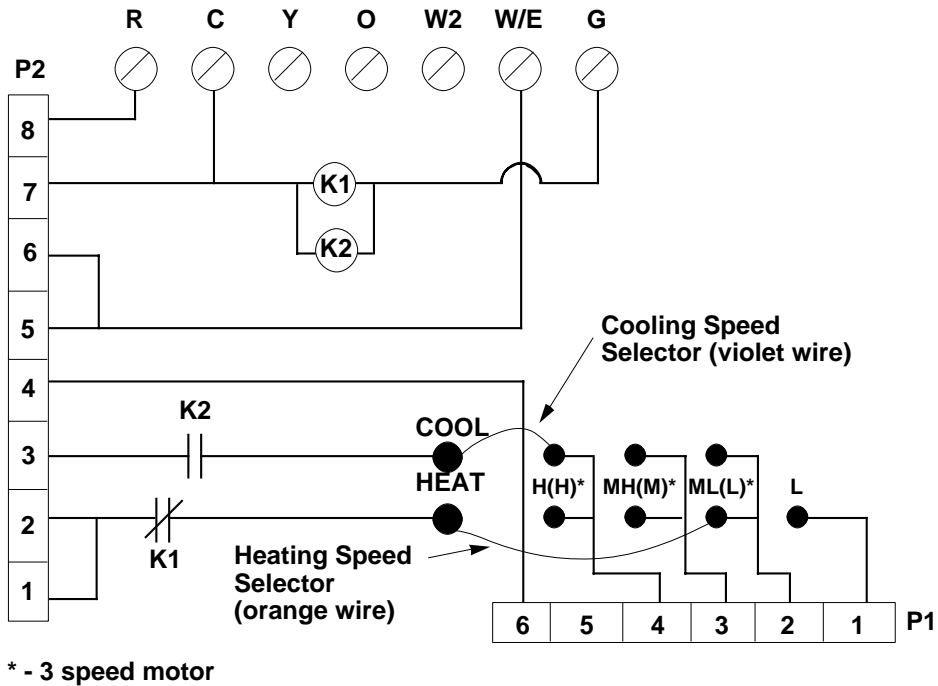 R C Y O W2 W/E G
P2
8
7
K1
K2
6
5
Cooling Speed
Selector (violet wire)
4
K2
COOL
3
HEAT
H(H)* MH(M)* ML(L)* L
2
K1
Heating Speed
Selector
(orange wire)
1
6 5 4 3 2 1 P1
* - 3 speed motor